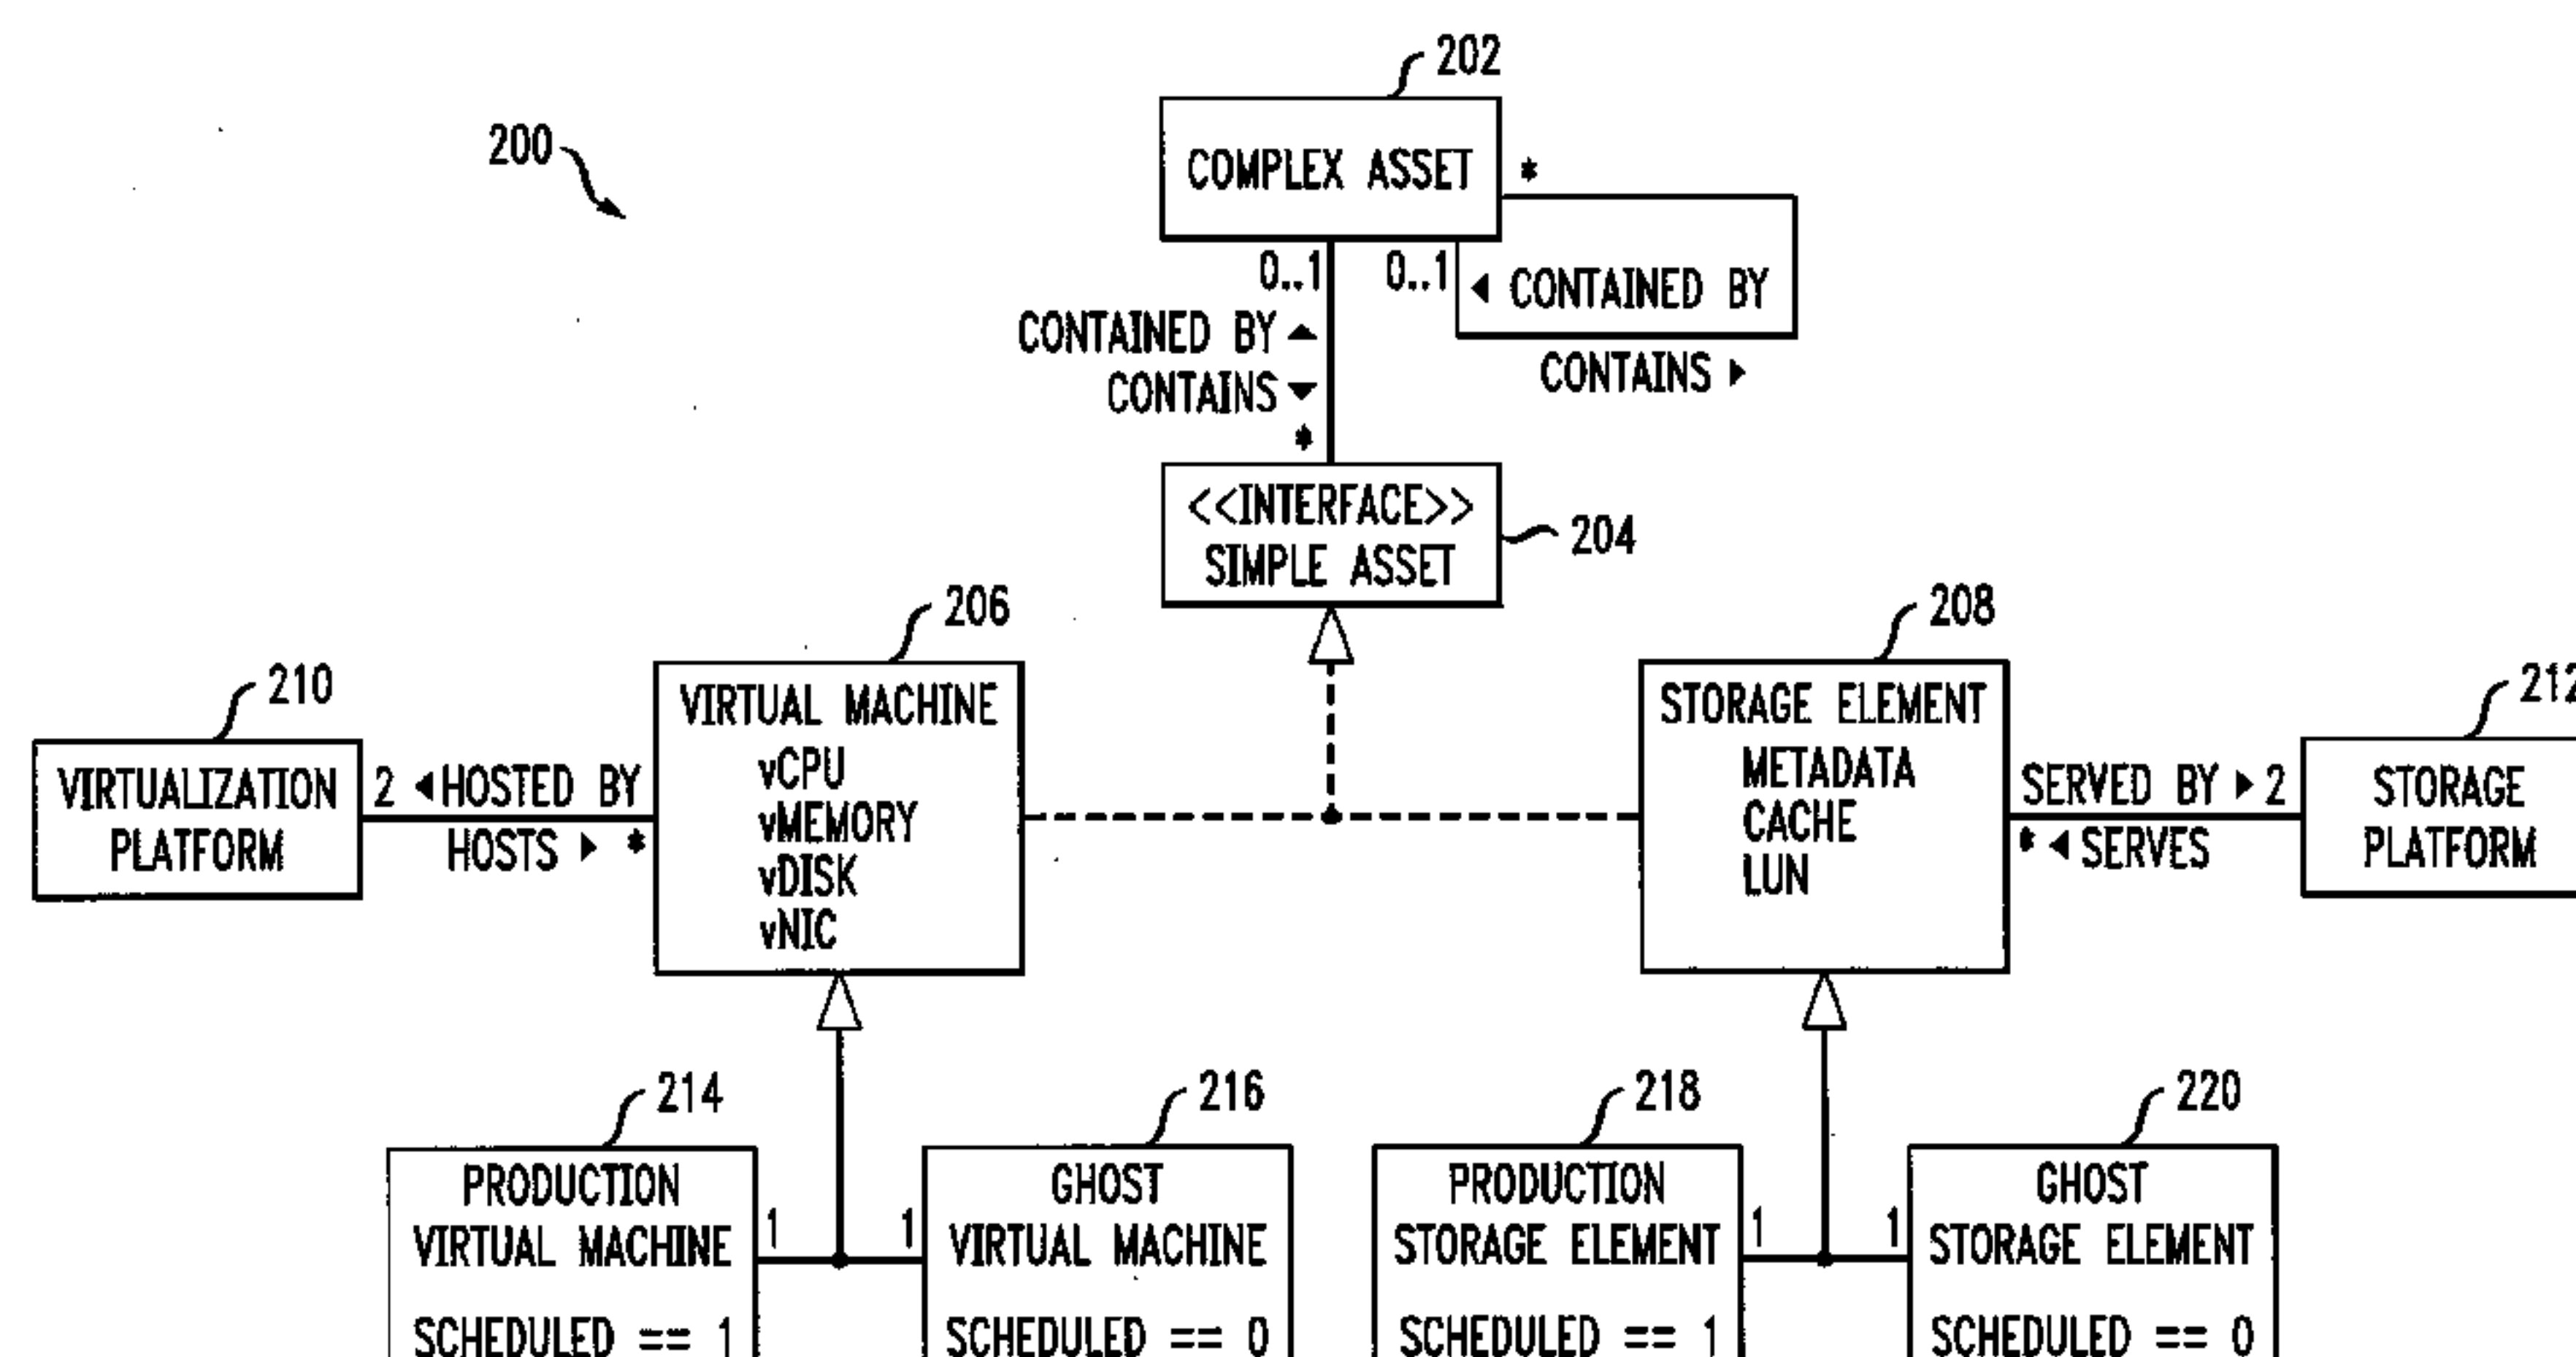 202
200
COMPLEX ASSET
*
0..1
0..1
◄ CONTAINED BY
CONTAINED BY ▲
CONTAINS ►
CONTAINS ▼
*
<<INTERFACE>>
SIMPLE ASSET
204
206
208
210
212
VIRTUAL MACHINE
vCPU
vMEMORY
vDISK
vNIC
STORAGE ELEMENT
METADATA
CACHE
LUN
VIRTUALIZATION
PLATFORM
2 ◄HOSTED BY
HOSTS ► *
SERVED BY ► 2
* ◄ SERVES
STORAGE
PLATFORM
214
216
218
220
PRODUCTION
VIRTUAL MACHINE
SCHEDULED == 1
1
1
GHOST
VIRTUAL MACHINE
SCHEDULED == 0
PRODUCTION
STORAGE ELEMENT
SCHEDULED == 1
1
1
GHOST
STORAGE ELEMENT
SCHEDULED == 0